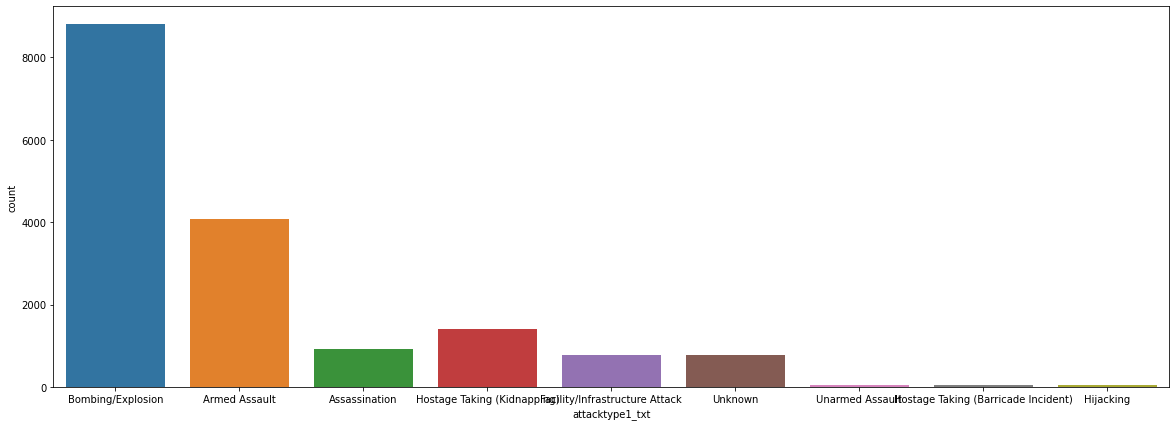 8000
6000
4000
2000
0
count
Bombing/Explosion
Armed Assault
Assassination
Hostage Taking (Kidnapping)
Facility/Infrastructure Attack
Unknown
Unarmed Assault
Hostage Taking (Barricade Incident)
Hijacking
attacktype1_txt